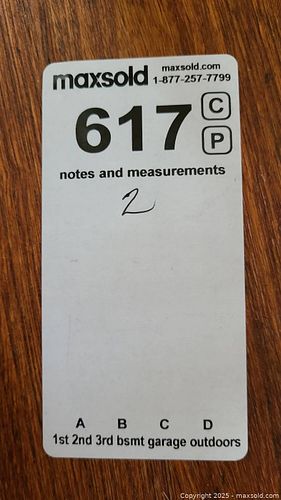 maxsold maxsold.com
1-877-257-7799
617 C
P
notes and measurements
2
A B C D
1st 2nd 3rd bsmt garage outdoors
Copyright 2025 - maxsold.com